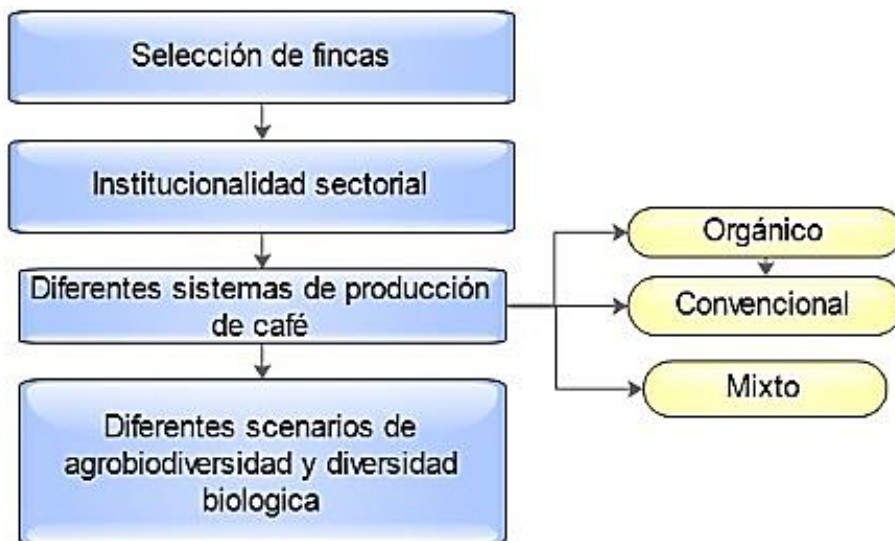 Selección de fincas
Institucionalidad sectorial
Diferentes sistemas de producción
de café
Orgánico
Convencional
Mixto
Diferentes scenarios de
agrobiodiversidad y diversidad
biologica